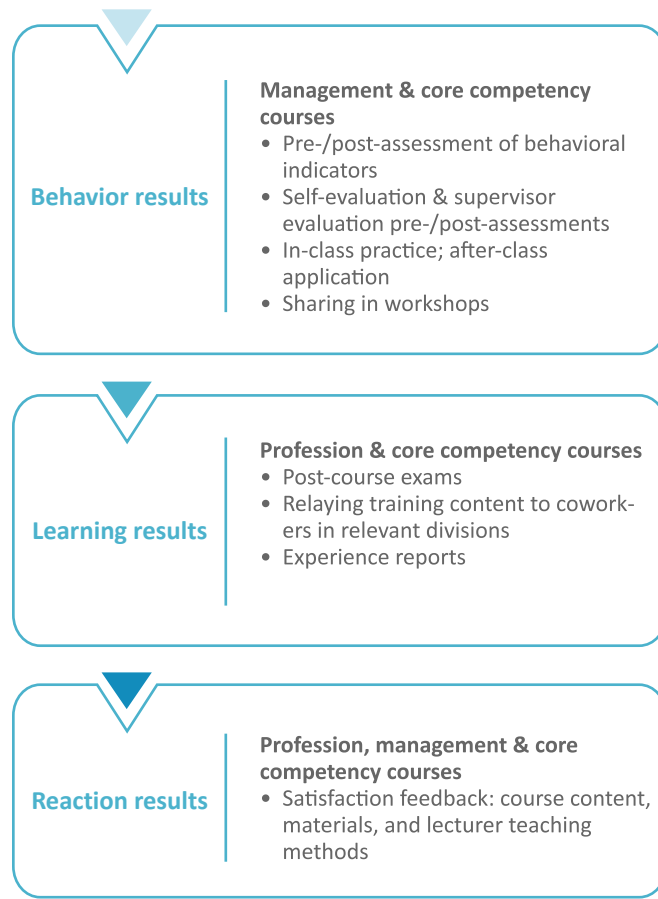 Behavior results
Management & core competency
courses
• Pre-/post-assessment of behavioral
indicators
• Self-evaluation & supervisor
evaluation pre-/post-assessments
• In-class practice; after-class
application
• Sharing in workshops
Learning results
Profession & core competency courses
• Post-course exams
• Relaying training content to cowork-
ers in relevant divisions
• Experience reports
Reaction results
Profession, management & core
competency courses
• Satisfaction feedback: course content,
materials, and lecturer teaching
methods